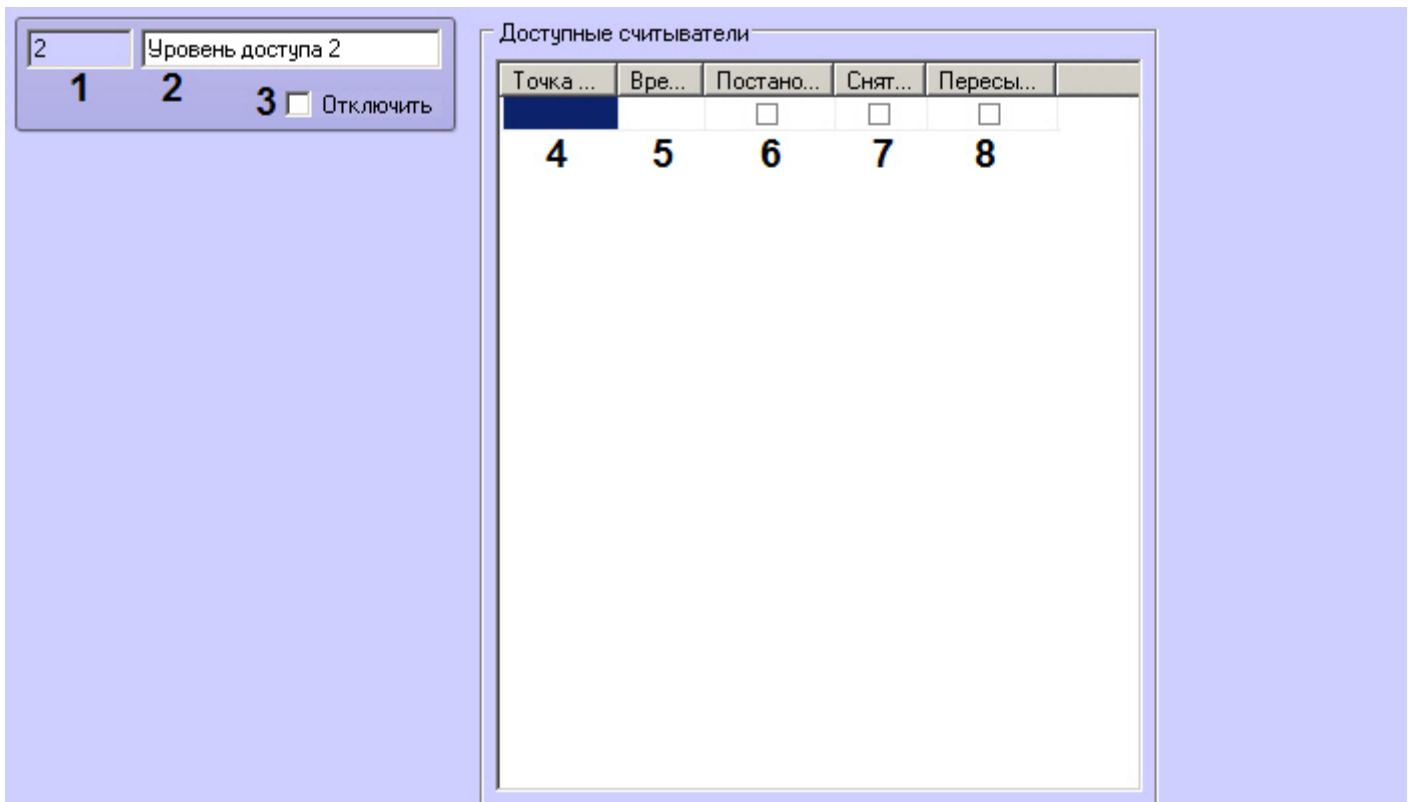 2 Уровень доступа 2
1 2 3 Отключить
Доступные считыватели
Точка ... Вре... Постано... Снят... Пересы...
4 5 6 7 8